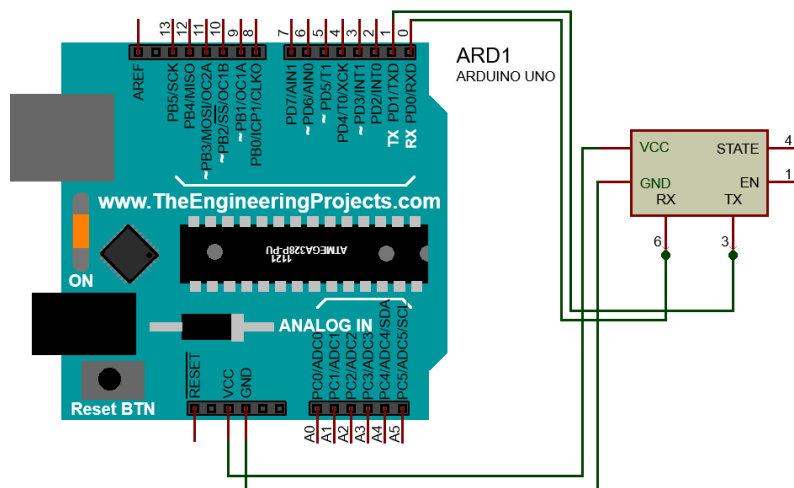 13
12
11
10
9
8
7
6
5
4
3
2
1
0
AREF
PB5/SCK
PB4/MISO
~PB3/MOSI/OC2A
~PB2/SS/OC1B
~PB1/OC1A
PB0/ICP1/CLKO
PD7/AIN1
~PD6/AIN0
~PD5/T1
PD4/T0/XCK
~PD3/INT1
PD2/INT0
TX PD1/TXD
RX PD0/RXD
ARD1
ARDUINO UNO
www.TheEngineeringProjects.com
1121
ATMEGA328P-PU
ON
ANALOG IN
Reset BTN
RESET
VCC
GND
PC0/ADC0
PC1/ADC1
PC2/ADC2
PC3/ADC3
PC4/ADC4/SDA
PC5/ADC5/SCL
A0
A1
A2
A3
A4
A5
VCC
STATE
4
GND
EN
1
RX
TX
6
3